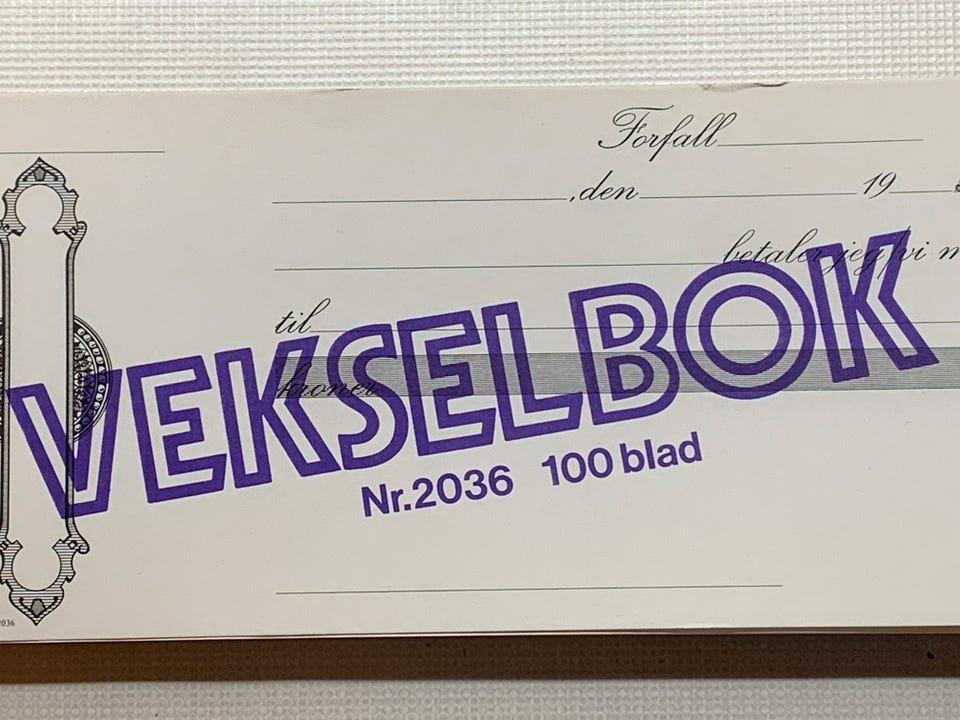 Forfall
, den 19
betaler jeg/vi m
til
kroner
VEKSELBOK
Nr.2036 100 blad
2036